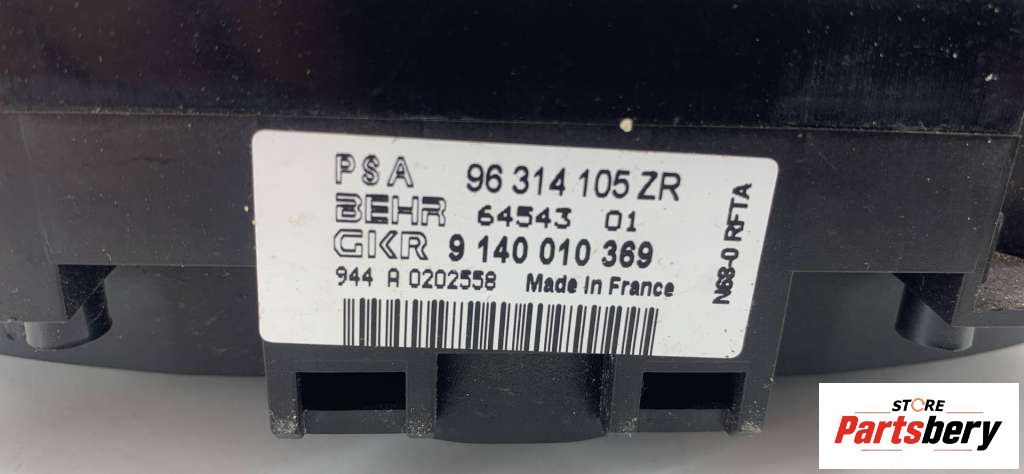 PSA 96 314 105 ZR
BEHR 64543 01
GKR 9 140 010 369
944 A 0202558 Made In France
N68-0 RFTA
STORE
Partsbery